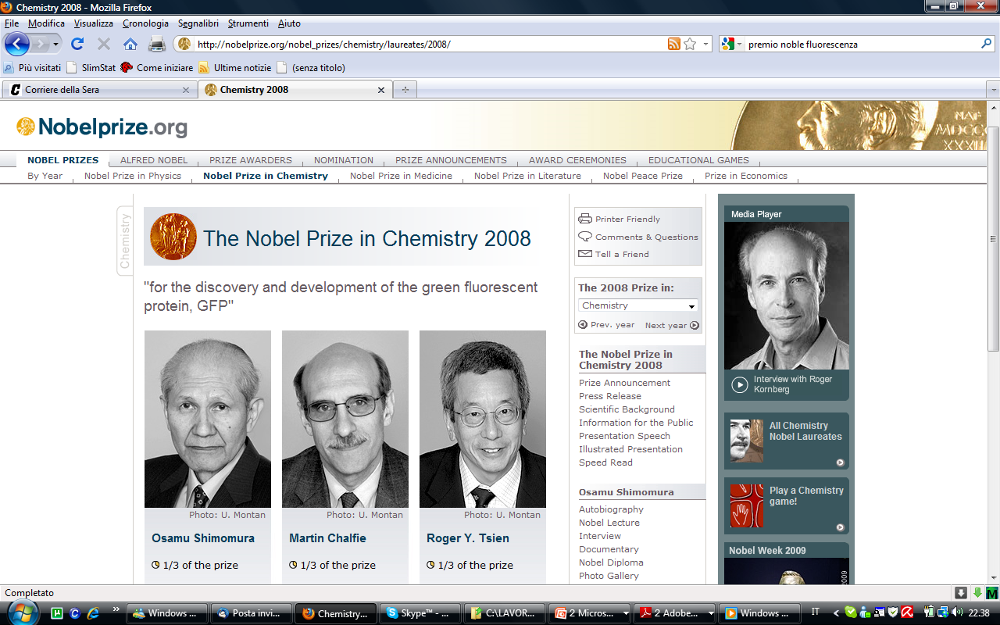 Chemistry 2008 - Mozilla Firefox
File Modifica Visualizza Cronologia Segnalibri Strumenti Aiuto
http://nobelprize.org/nobel_prizes/chemistry/laureates/2008/
premio noble fluorescenza
Più visitati SlimStat Come iniziare Ultime notizie (senza titolo)
Corriere della Sera
Chemistry 2008
Nobelprize.org
NAT
MDCCC
XXXIII
NOBEL PRIZES ALFRED NOBEL PRIZE AWARDERS NOMINATION PRIZE ANNOUNCEMENTS AWARD CEREMONIES EDUCATIONAL GAMES
By Year Nobel Prize in Physics Nobel Prize in Chemistry Nobel Prize in Medicine Nobel Prize in Literature Nobel Peace Prize Prize in Economics
Chemistry
The Nobel Prize in Chemistry 2008
"for the discovery and development of the green fluorescent
protein, GFP"
Photo: U. Montan
Osamu Shimomura
1/3 of the prize
Photo: U. Montan
Martin Chalfie
1/3 of the prize
Photo: U. Montan
Roger Y. Tsien
1/3 of the prize
Printer Friendly
Comments & Questions
Tell a Friend
The 2008 Prize in:
Chemistry
Prev. year Next year
The Nobel Prize in
Chemistry 2008
Prize Announcement
Press Release
Scientific Background
Information for the Public
Presentation Speech
Illustrated Presentation
Speed Read
Osamu Shimomura
Autobiography
Nobel Lecture
Interview
Documentary
Nobel Diploma
Photo Gallery
Media Player
Interview with Roger
Kornberg
All Chemistry
Nobel Laureates
Play a Chemistry
game!
Nobel Week 2009
2009
Completato
Windows ... Posta invi... Chemistry... Skype™ - ... C:\LAVOR... 2 Micros... 2 Adobe... Windows ... IT 22.38